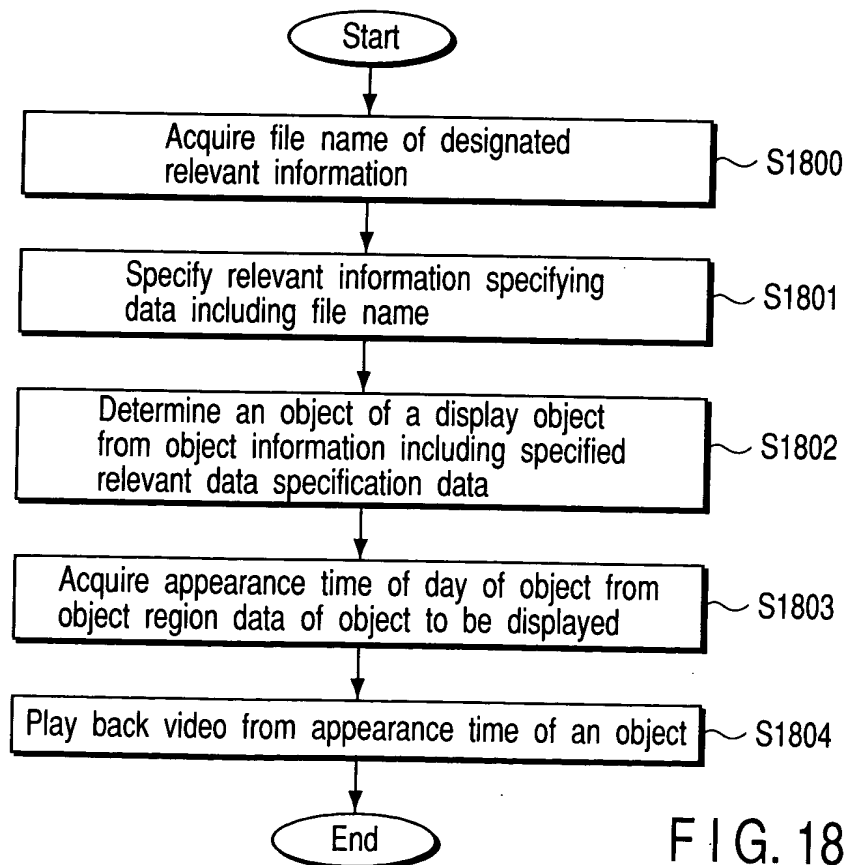 Start
Acquire file name of designated
relevant information
S1800
Specify relevant information specifying
data including file name
S1801
Determine an object of a display object
from object information including specified
relevant data specification data
S1802
Acquire appearance time of day of object from
object region data of object to be displayed
S1803
Play back video from appearance time of an object
S1804
End
FIG. 18